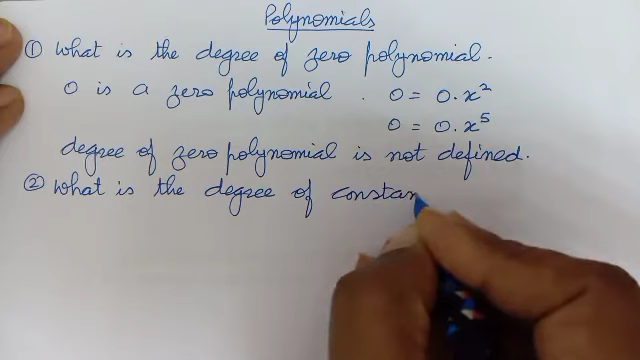 Polynomials
① What is the degree of zero polynomial.
0 is a zero polynomial. 0 = 0.x²
0 = 0.x⁵
degree of zero polynomial is not defined.
② What is the degree of constan